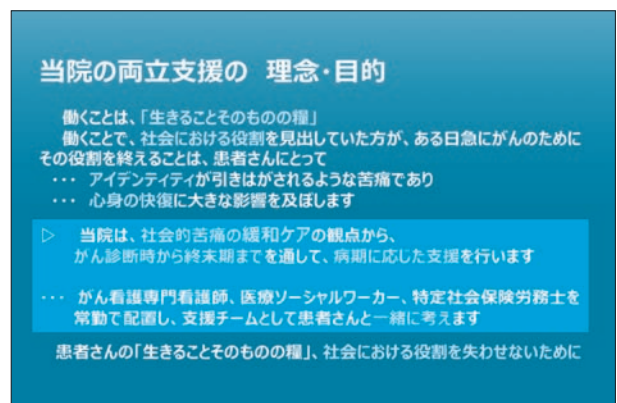 当院の両立支援の 理念・目的
働くことは、「生きることそのものの糧」
働くことで、社会における役割を見出していた方が、ある日急にがんのために
その役割を終えることは、患者さんにとって
･･･ アイデンティティが引きはがされるような苦痛であり
･･･ 心身の快復に大きな影響を及ぼします
▷ 当院は、社会的苦痛の緩和ケアの観点から、
がん診断時から終末期までを通して、病期に応じた支援を行います
･･･ がん看護専門看護師、医療ソーシャルワーカー、特定社会保険労務士を
常勤で配置し、支援チームとして患者さんと一緒に考えます
患者さんの「生きることそのものの糧」、社会における役割を失わせないために